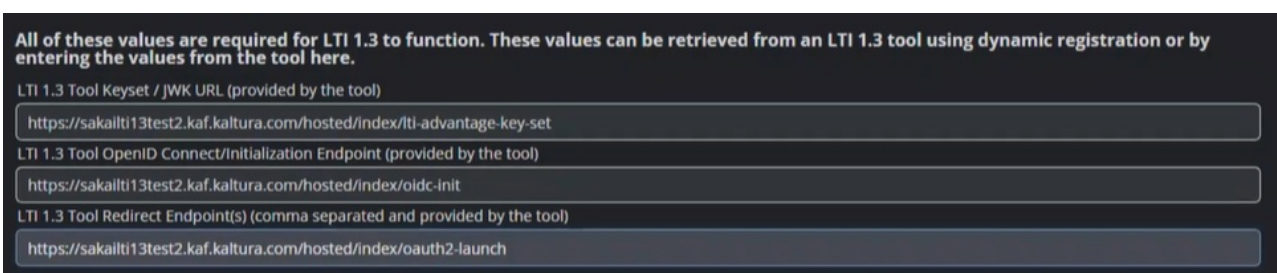 All of these values are required for LTI 1.3 to function. These values can be retrieved from an LTI 1.3 tool using dynamic registration or by
entering the values from the tool here.
LTI 1.3 Tool Keyset / JWK URL (provided by the tool)
https://sakailti13test2.kaf.kaltura.com/hosted/index/lti-advantage-key-set
LTI 1.3 Tool OpenID Connect/Initialization Endpoint (provided by the tool)
https://sakailti13test2.kaf.kaltura.com/hosted/index/oidc-init
LTI 1.3 Tool Redirect Endpoint(s) (comma separated and provided by the tool)
https://sakailti13test2.kaf.kaltura.com/hosted/index/oauth2-launch